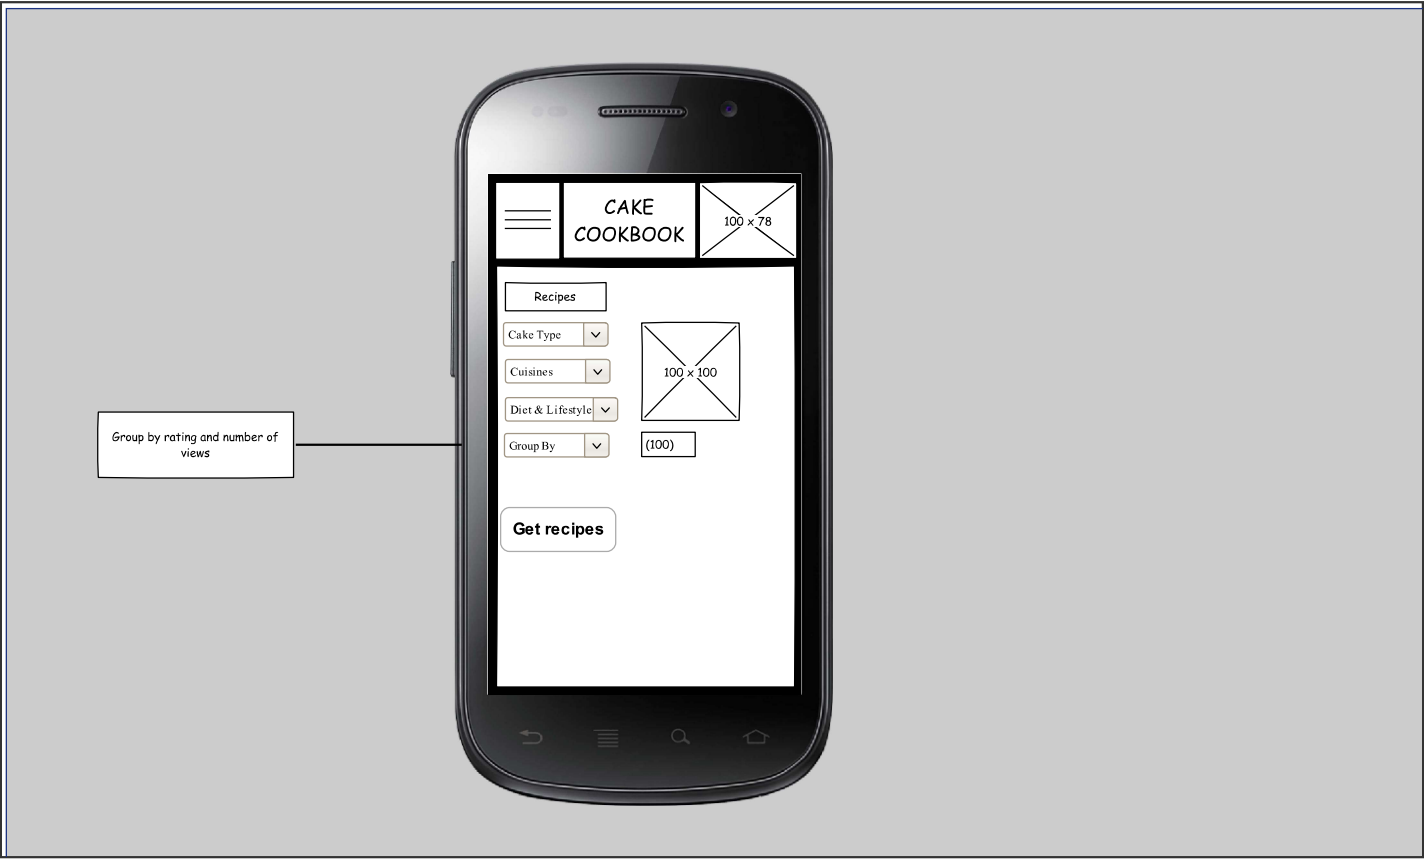 CAKE
COOKBOOK
100 x 78
Recipes
Cake Type
100 x 100
Cuisines
Diet & Lifestyle
Group By
(100)
Group by rating and number of
views
Get recipes